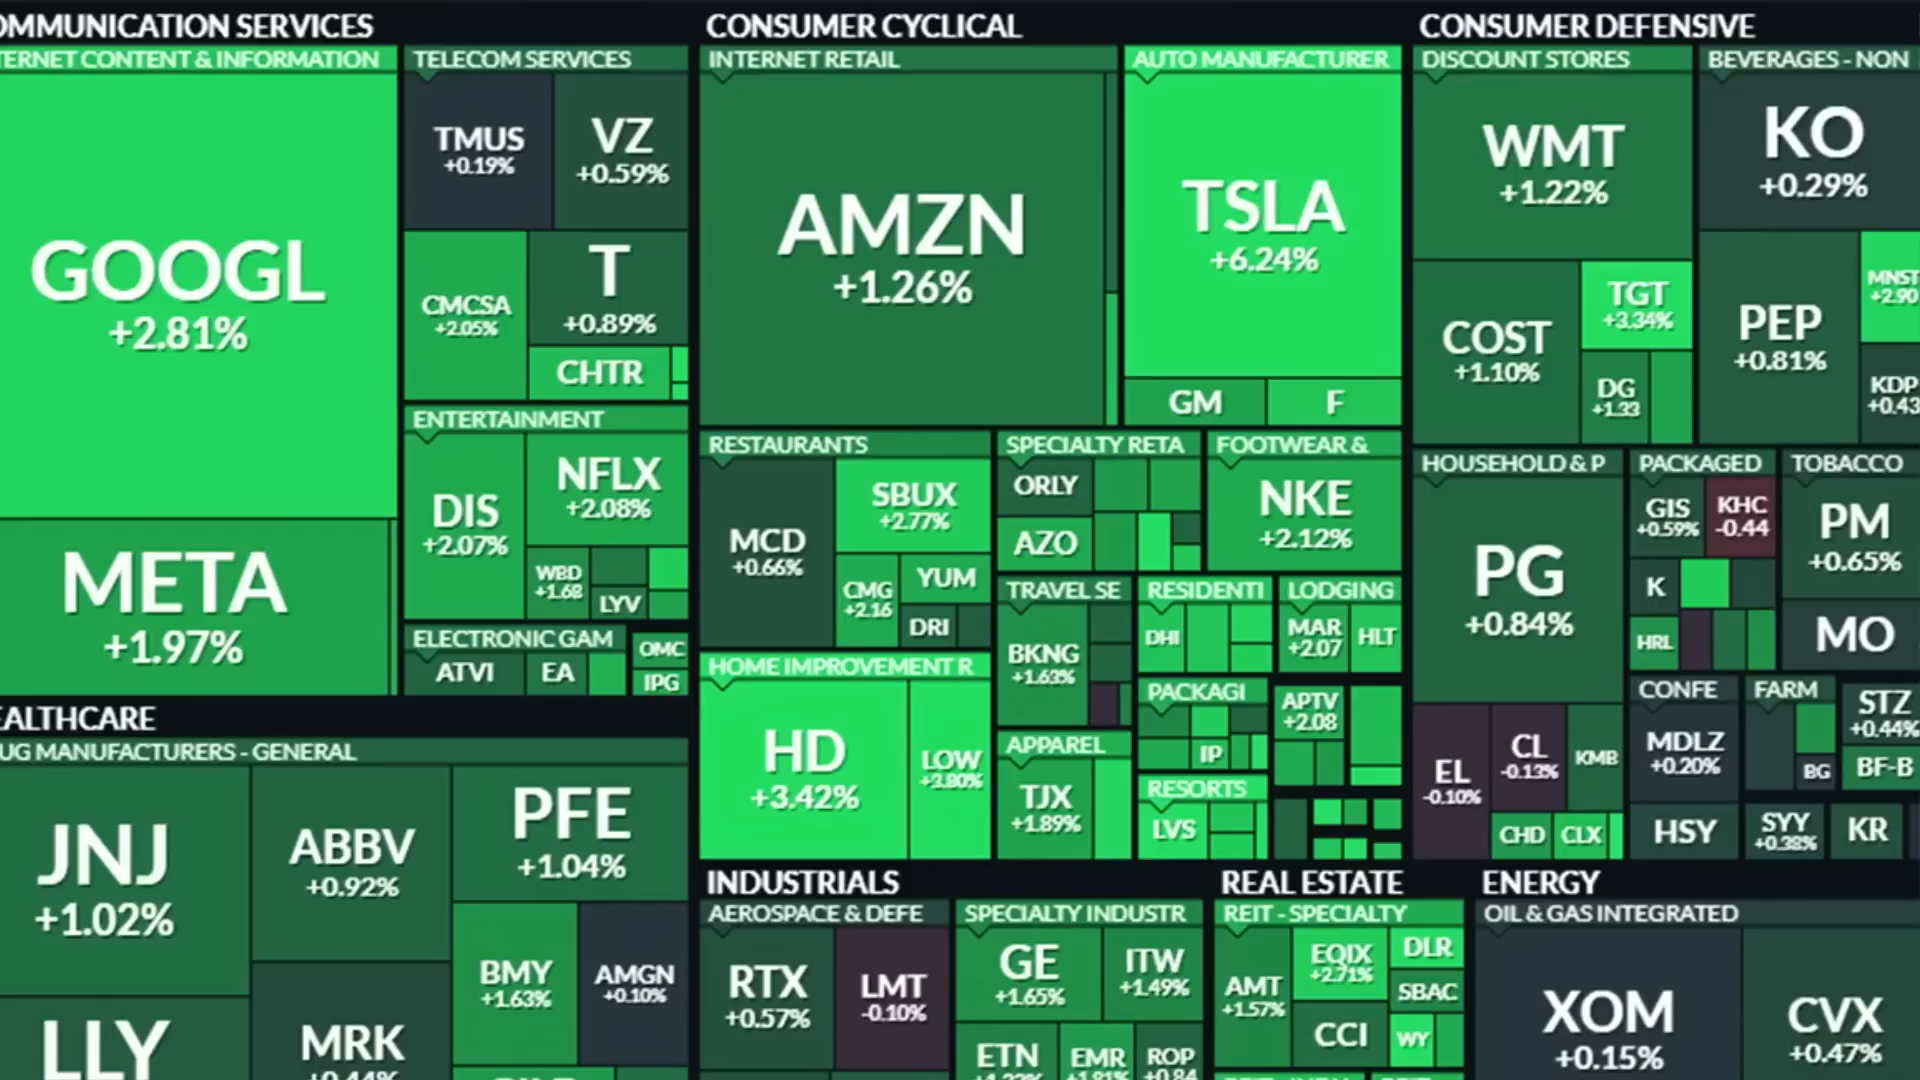 OMMUNICATION SERVICES
TERNET CONTENT & INFORMATION
GOOGL
+2.81%
META
+1.97%
TELECOM SERVICES
TMUS
+0.19%
VZ
+0.59%
CMCSA
+2.05%
T
+0.89%
CHTR
ENTERTAINMENT
DIS
+2.07%
NFLX
+2.08%
WBD
+1.68
LYV
ELECTRONIC GAM
ATVI
EA
OMC
IPG
EALTHCARE
UG MANUFACTURERS - GENERAL
JNJ
+1.02%
ABBV
+0.92%
PFE
+1.04%
BMY
+1.63%
AMGN
+0.10%
LLY
MRK
+0.44%
CONSUMER CYCLICAL
INTERNET RETAIL
AMZN
+1.26%
AUTO MANUFACTURER
TSLA
+6.24%
GM
F
RESTAURANTS
MCD
+0.66%
SBUX
+2.77%
CMG
+2.16
YUM
DRI
SPECIALTY RETA
ORLY
AZO
FOOTWEAR &
NKE
+2.12%
HOME IMPROVEMENT R
HD
+3.42%
LOW
+3.80%
TRAVEL SE
BKNG
+1.63%
RESIDENTI
DHI
LODGING
MAR
+2.07
HLT
PACKAGI
IP
APTV
+2.08
APPAREL
TJX
+1.89%
RESORTS
LVS
CONSUMER DEFENSIVE
DISCOUNT STORES
WMT
+1.22%
COST
+1.10%
TGT
+3.34%
DG
+1.33
BEVERAGES - NON
KO
+0.29%
PEP
+0.81%
MNST
+2.90
KDP
+0.43
HOUSEHOLD & P
PG
+0.84%
EL
-0.10%
CL
-0.13%
KMB
CHD
CLX
PACKAGED
GIS
+0.59%
KHC
-0.44
K
HRL
TOBACCO
PM
+0.65%
MO
CONFE
MDLZ
+0.20%
HSY
FARM
BG
STZ
+0.44%
BF-B
SYY
+0.38%
KR
INDUSTRIALS
AEROSPACE & DEFE
RTX
+0.57%
LMT
-0.10%
SPECIALTY INDUSTR
GE
+1.65%
ITW
+1.49%
ETN
EMR
+1.91%
ROP
+0.84
REAL ESTATE
REIT - SPECIALTY
AMT
+1.57%
EQIX
+2.71%
DLR
SBAC
CCI
WY
ENERGY
OIL & GAS INTEGRATED
XOM
+0.15%
CVX
+0.47%